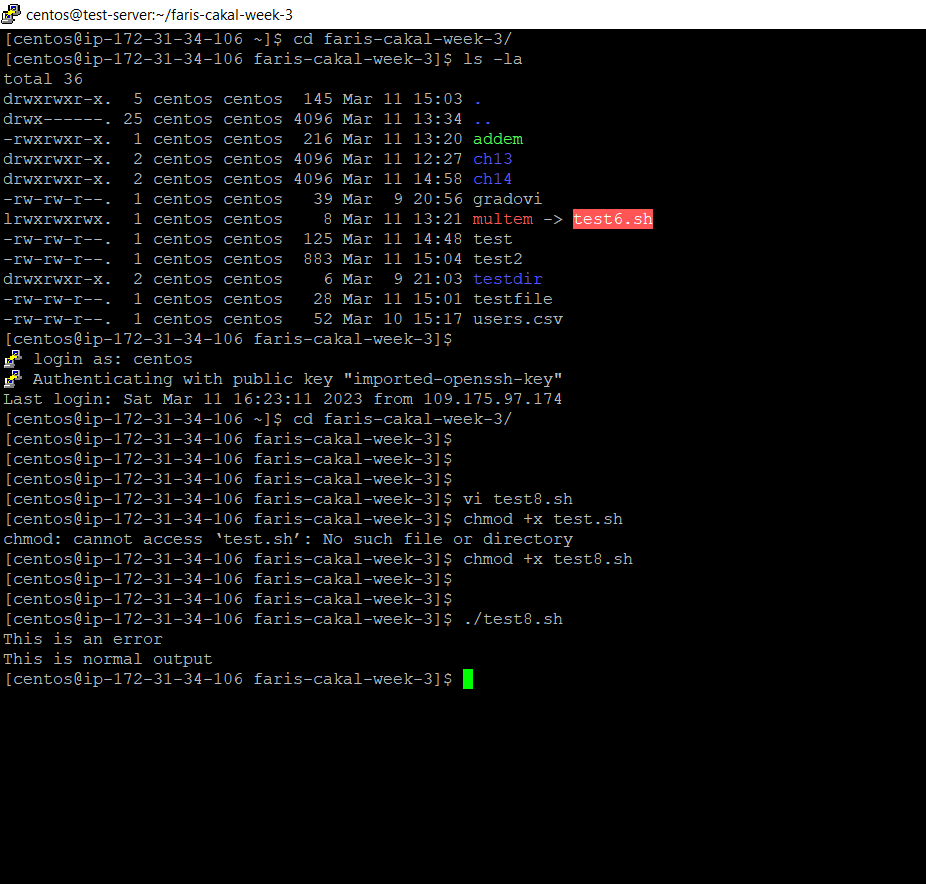 centos@test-server:~/faris-cakal-week-3
[centos@ip-172-31-34-106 ~]$ cd faris-cakal-week-3/
[centos@ip-172-31-34-106 faris-cakal-week-3]$ ls -la
total 36
drwxrwxr-x.  5 centos centos  145 Mar 11 15:03 .
drwx------. 25 centos centos 4096 Mar 11 13:34 ..
-rwxrwxr-x.  1 centos centos  216 Mar 11 13:20 addem
drwxrwxr-x.  2 centos centos 4096 Mar 11 12:27 ch13
drwxrwxr-x.  2 centos centos 4096 Mar 11 14:58 ch14
-rw-rw-r--.  1 centos centos   39 Mar  9 20:56 gradovi
lrwxrwxrwx.  1 centos centos    8 Mar 11 13:21 multem -> test6.sh
-rw-rw-r--.  1 centos centos  125 Mar 11 14:48 test
-rw-rw-r--.  1 centos centos  883 Mar 11 15:04 test2
drwxrwxr-x.  2 centos centos    6 Mar  9 21:03 testdir
-rw-rw-r--.  1 centos centos   28 Mar 11 15:01 testfile
-rw-rw-r--.  1 centos centos   52 Mar 10 15:17 users.csv
[centos@ip-172-31-34-106 faris-cakal-week-3]$
login as: centos
Authenticating with public key "imported-openssh-key"
Last login: Sat Mar 11 16:23:11 2023 from 109.175.97.174
[centos@ip-172-31-34-106 ~]$ cd faris-cakal-week-3/
[centos@ip-172-31-34-106 faris-cakal-week-3]$
[centos@ip-172-31-34-106 faris-cakal-week-3]$
[centos@ip-172-31-34-106 faris-cakal-week-3]$
[centos@ip-172-31-34-106 faris-cakal-week-3]$ vi test8.sh
[centos@ip-172-31-34-106 faris-cakal-week-3]$ chmod +x test.sh
chmod: cannot access ‘test.sh’: No such file or directory
[centos@ip-172-31-34-106 faris-cakal-week-3]$ chmod +x test8.sh
[centos@ip-172-31-34-106 faris-cakal-week-3]$
[centos@ip-172-31-34-106 faris-cakal-week-3]$
[centos@ip-172-31-34-106 faris-cakal-week-3]$ ./test8.sh
This is an error
This is normal output
[centos@ip-172-31-34-106 faris-cakal-week-3]$